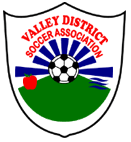 VALLEY DISTRICT
SOCCER ASSOCIATION